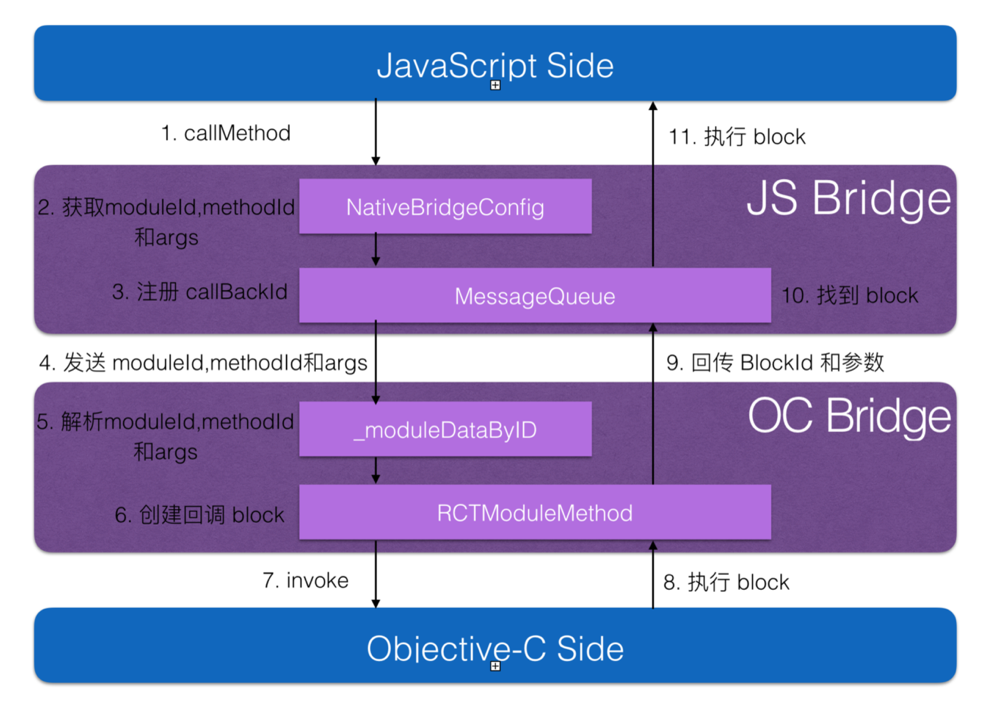 JavaScript Side
1. callMethod
11. 执行 block
JS Bridge
2. 获取moduleId,methodId
和args
NativeBridgeConfig
3. 注册 callBackId
MessageQueue
10. 找到 block
4. 发送 moduleId,methodId和args
9. 回传 BlockId 和参数
OC Bridge
5. 解析moduleId,methodId
和args
_moduleDataByID
6. 创建回调 block
RCTModuleMethod
7. invoke
8. 执行 block
Objective-C Side